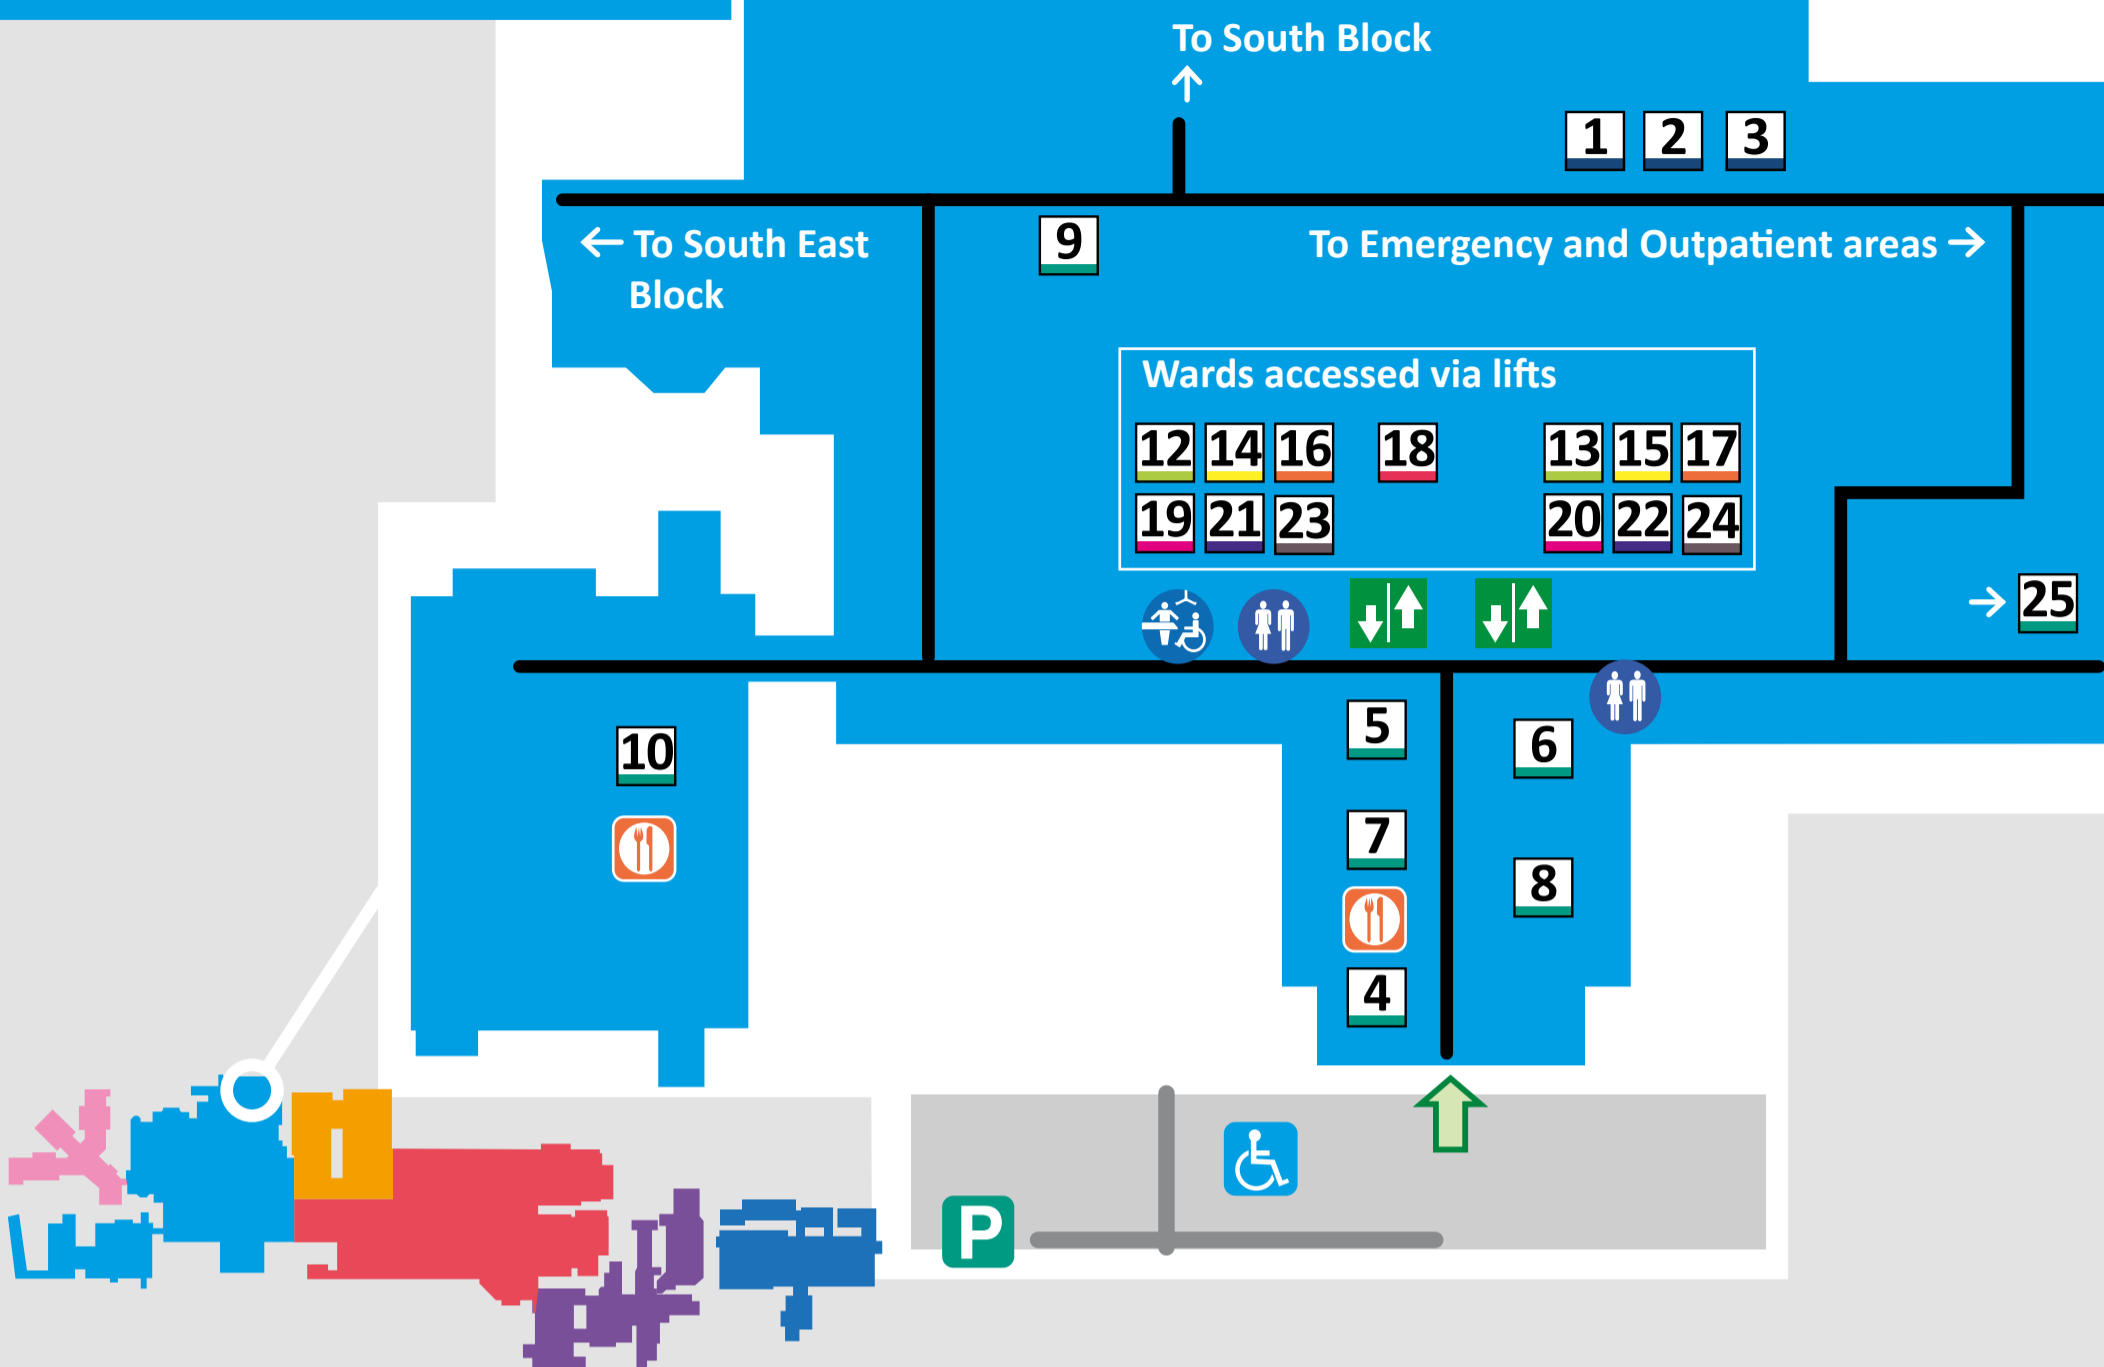 To South Block
1 2 3
← To South East
Block
9
To Emergency and Outpatient areas →
Wards accessed via lifts
12 14 16 18 13 15 17
19 21 23 20 22 24
→ 25
5
6
10
7
8
4
P